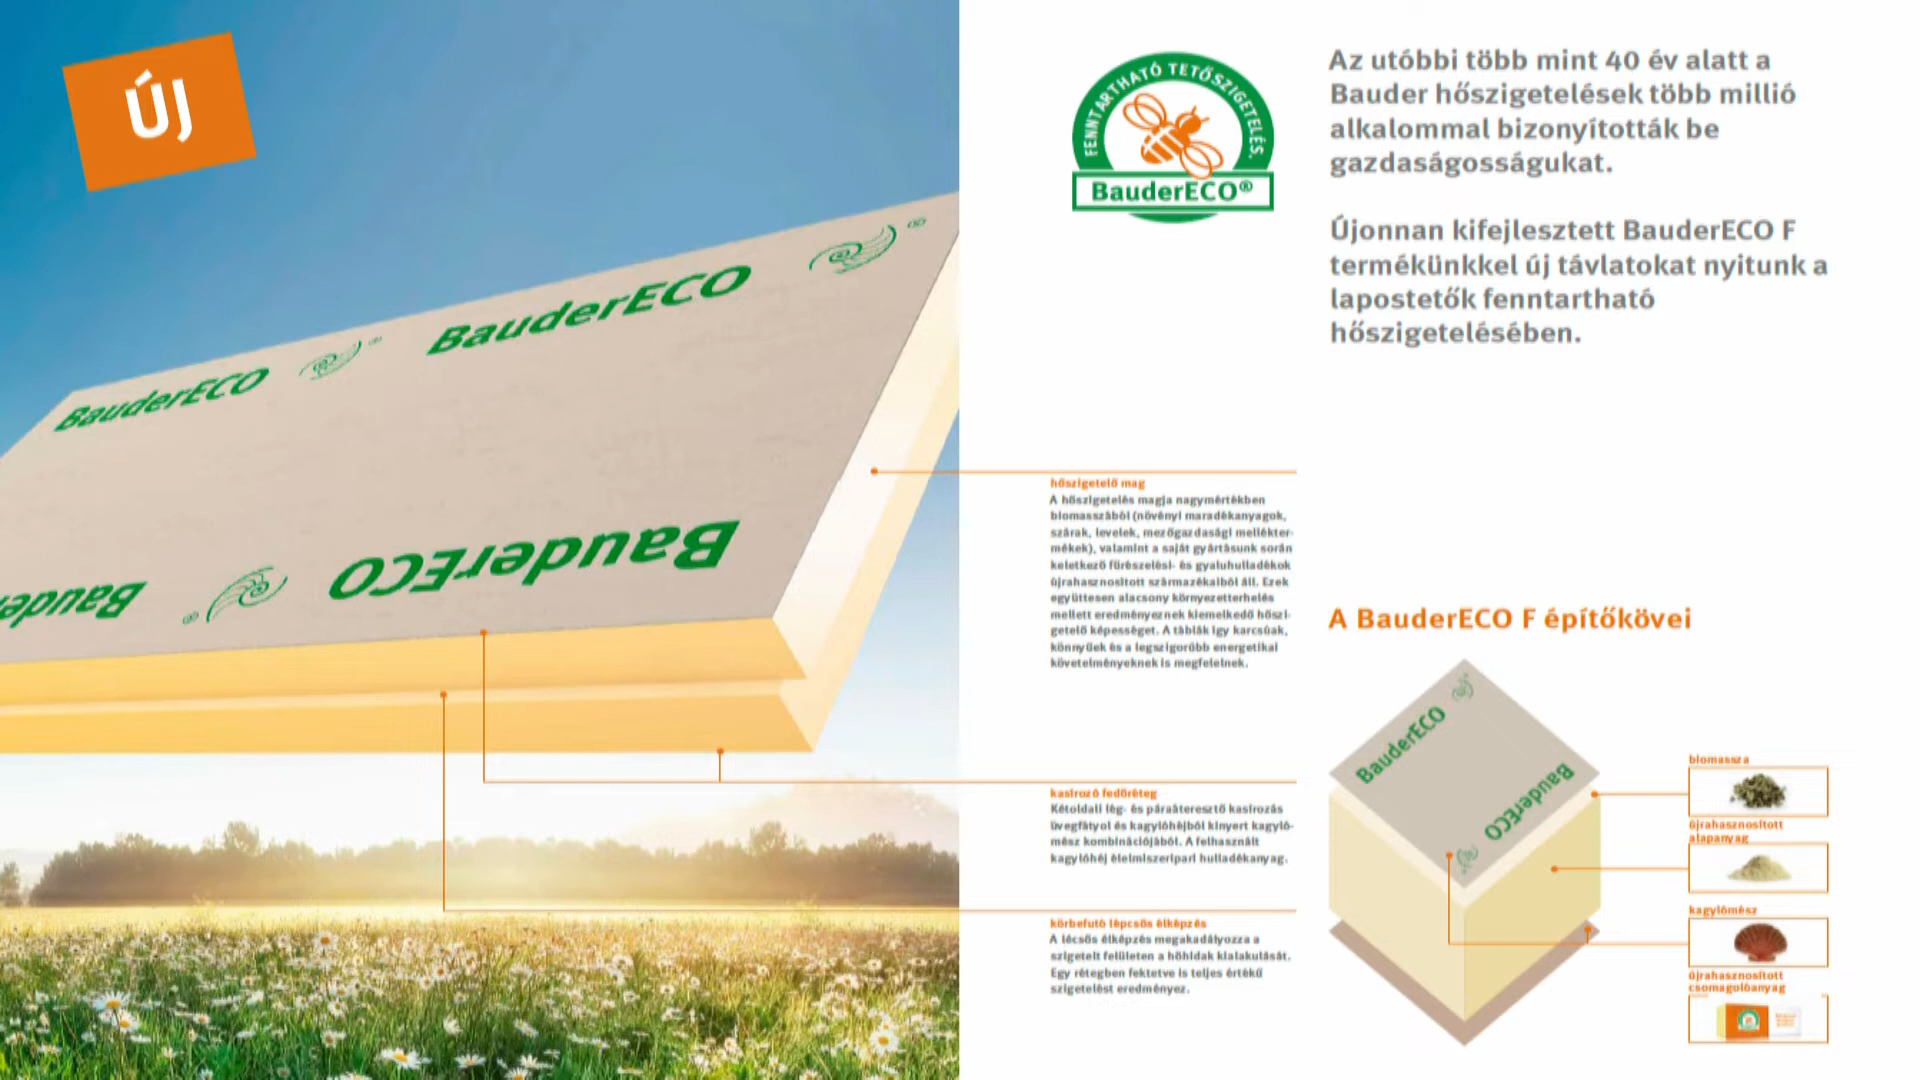 ÚJ
BauderECO
BauderECO
BauderECO
Bauder
FENNTARTHATÓ TETŐSZIGETELÉS.
BauderECO®
Az utóbbi több mint 40 év alatt a
Bauder hőszigetelések több millió
alkalommal bizonyították be
gazdaságosságukat.
Újonnan kifejlesztett BauderECO F
termékünkkel új távlatokat nyitunk a
lapostetők fenntartható
hőszigetelésében.
hőszigetelő mag
A hőszigetelés magja nagymértékben
biomasszából (növényi maradékanyagok,
szárak, levelek, mezőgazdasági mellékter-
mékek), valamint a saját gyártásunk során
keletkező fűrészelési- és gyaluhulladékok
újrahasznosított származékaiból áll. Ezek
együttesen alacsony környezetterhelés
mellett eredményeznek kiemelkedő hőszi-
getelő képességet. A táblák így karcsúak,
könnyűek és a legszigorúbb energetikai
követelményeknek is megfelelnek.
kasírozó fedőréteg
Kétoldali lég- és páraáteresztő kasírozás
üvegfátyol és kagylóhéjból kinyert kagyló-
mész kombinációjából. A felhasznált
kagylóhéj élelmiszeripari hulladékanyag.
körbefutó lépcsős élképzés
A lécsős élképzés megakadályozza a
szigetelt felületen a hőhidak kialakulását.
Egy rétegben fektetve is teljes értékű
szigetelést eredményez.
A BauderECO F építőkövei
BauderECO
BauderECO
biomassza
újrahasznosított
alapanyag
kagylómész
újrahasznosított
csomagolóanyag